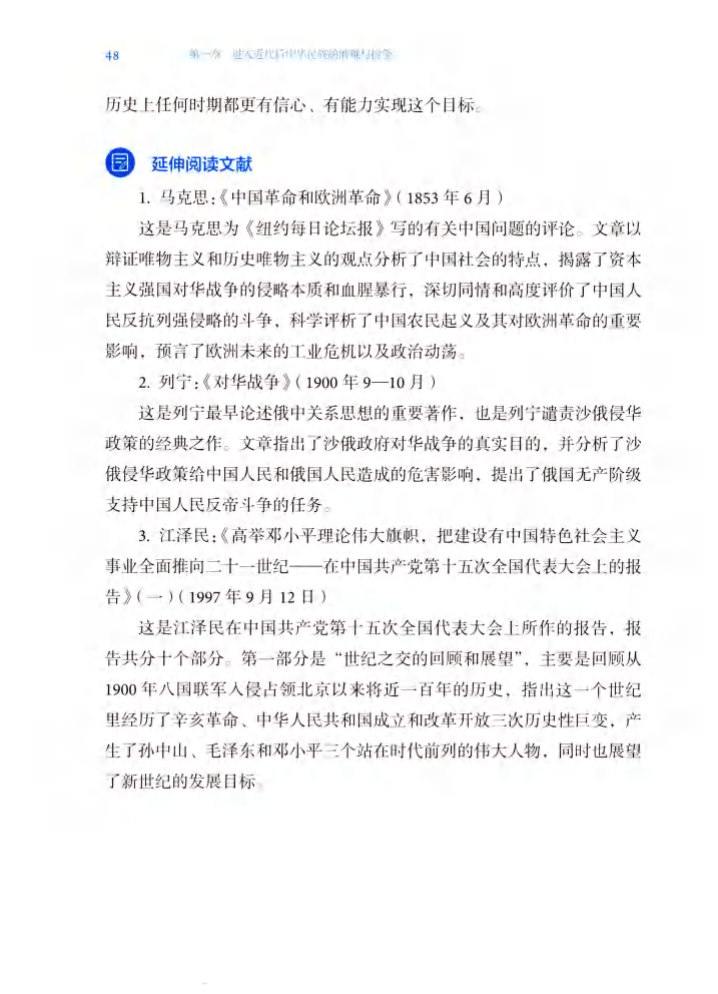 48 第一章 进入近代后中华民族的磨难与抗争
历史上任何时期都更有信心、有能力实现这个目标。
延伸阅读文献
1. 马克思:《中国革命和欧洲革命》(1853 年 6 月)
这是马克思为《纽约每日论坛报》写的有关中国问题的评论。文章以
辩证唯物主义和历史唯物主义的观点分析了中国社会的特点，揭露了资本
主义强国对华战争的侵略本质和血腥暴行，深切同情和高度评价了中国人
民反抗列强侵略的斗争，科学评析了中国农民起义及其对欧洲革命的重要
影响，预言了欧洲未来的工业危机以及政治动荡。
2. 列宁:《对华战争》(1900 年 9—10 月)
这是列宁最早论述俄中关系思想的重要著作，也是列宁谴责沙俄侵华
政策的经典之作。文章指出了沙俄政府对华战争的真实目的，并分析了沙
俄侵华政策给中国人民和俄国人民造成的危害影响，提出了俄国无产阶级
支持中国人民反帝斗争的任务。
3. 江泽民:《高举邓小平理论伟大旗帜，把建设有中国特色社会主义
事业全面推向二十一世纪——在中国共产党第十五次全国代表大会上的报
告》(一)(1997 年 9 月 12 日)
这是江泽民在中国共产党第十五次全国代表大会上所作的报告，报
告共分十个部分。第一部分是“世纪之交的回顾和展望”，主要是回顾从
1900 年八国联军入侵占领北京以来将近一百年的历史，指出这一个世纪
里经历了辛亥革命、中华人民共和国成立和改革开放三次历史性巨变，产
生了孙中山、毛泽东和邓小平三个站在时代前列的伟大人物，同时也展望
了新世纪的发展目标。